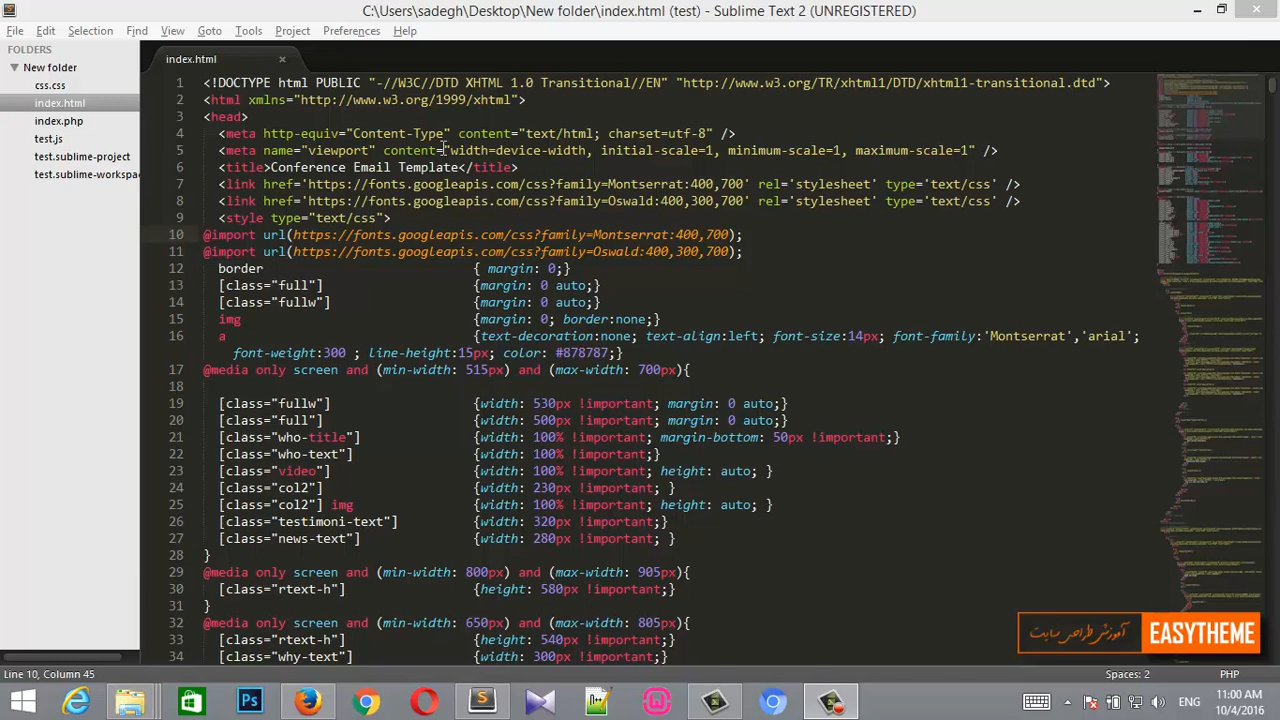 C:\Users\sadegh\Desktop\New folder\index.html (test) - Sublime Text 2 (UNREGISTERED)
File Edit Selection Find View Goto Tools Project Preferences Help
FOLDERS
New folder
css.css
index.html
index.php
test.js
test.sublime-project
test.sublime-workspa
index.html
1 <!DOCTYPE html PUBLIC "-//W3C//DTD XHTML 1.0 Transitional//EN" "http://www.w3.org/TR/xhtml1/DTD/xhtml1-transitional.dtd">
2 <html xmlns="http://www.w3.org/1999/xhtml">
3 <head>
4 <meta http-equiv="Content-Type" content="text/html; charset=utf-8" />
5 <meta name="viewport" content="width=device-width, initial-scale=1, minimum-scale=1, maximum-scale=1" />
6 <title>Conference Email Template</title>
7 <link href='https://fonts.googleapis.com/css?family=Montserrat:400,700' rel='stylesheet' type='text/css' />
8 <link href='https://fonts.googleapis.com/css?family=Oswald:400,300,700' rel='stylesheet' type='text/css' />
9 <style type="text/css">
10 @import url(https://fonts.googleapis.com/css?family=Montserrat:400,700);
11 @import url(https://fonts.googleapis.com/css?family=Oswald:400,300,700);
12 border { margin: 0;}
13 [class="full"] {margin: 0 auto;}
14 [class="fullw"] {margin: 0 auto;}
15 img {margin: 0; border:none;}
16 a {text-decoration:none; text-align:left; font-size:14px; font-family:'Montserrat','arial';
font-weight:300 ; line-height:15px; color: #878787;}
17 @media only screen and (min-width: 515px) and (max-width: 700px){
18
19 [class="fullw"] {width: 530px !important; margin: 0 auto;}
20 [class="full"] {width: 500px !important; margin: 0 auto;}
21 [class="who-title"] {width: 100% !important; margin-bottom: 50px !important;}
22 [class="who-text"] {width: 100% !important;}
23 [class="video"] {width: 100% !important; height: auto; }
24 [class="col2"] {width: 230px !important; }
25 [class="col2"] img {width: 100% !important; height: auto; }
26 [class="testimoni-text"] {width: 320px !important;}
27 [class="news-text"] {width: 280px !important; }
28 }
29 @media only screen and (min-width: 800px) and (max-width: 905px){
30 [class="rtext-h"] {height: 580px !important;}
31 }
32 @media only screen and (min-width: 650px) and (max-width: 805px){
33 [class="rtext-h"] {height: 540px !important;}
34 [class="why-text"] {width: 300px !important;}
آموزش طراحی سایت EASYTHEME
Line 10, Column 45 Spaces: 2 PHP
ENG 11:00 AM
10/4/2016